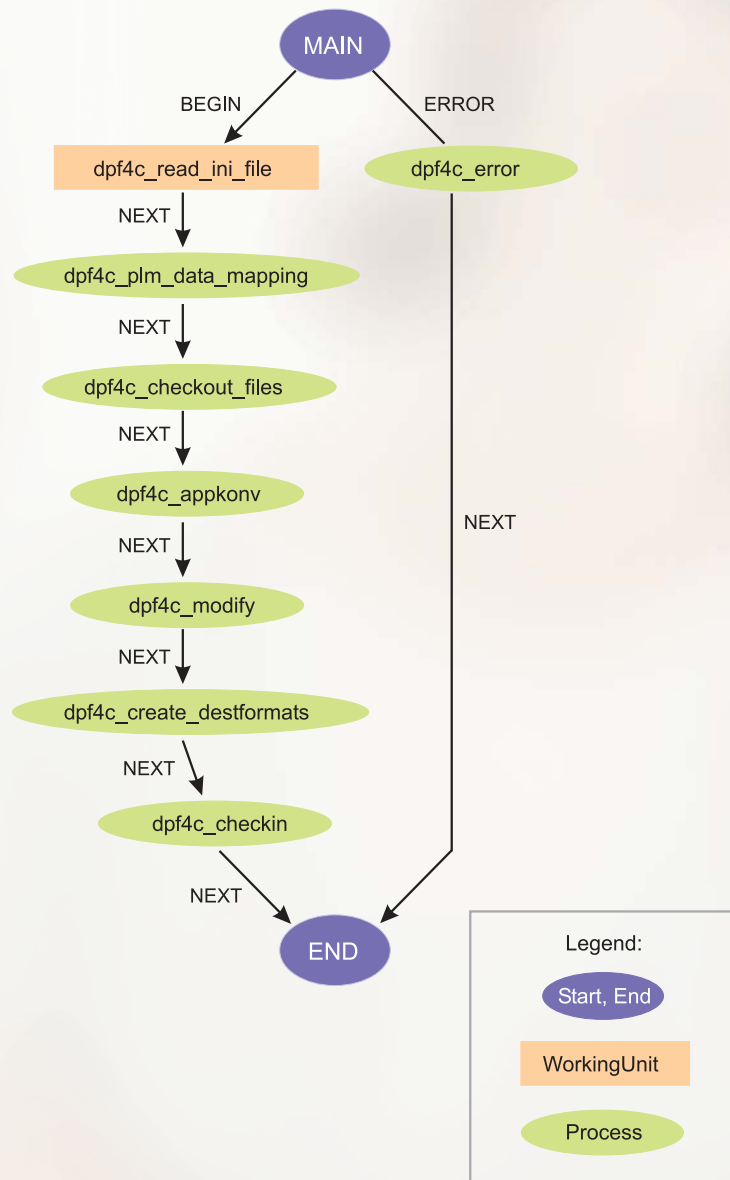 MAIN
BEGIN
ERROR
dpf4c_read_ini_file
dpf4c_error
NEXT
dpf4c_plm_data_mapping
NEXT
dpf4c_checkout_files
NEXT
dpf4c_appkonv
NEXT
NEXT
dpf4c_modify
NEXT
dpf4c_create_destformats
NEXT
dpf4c_checkin
NEXT
END
Legend:
Start, End
WorkingUnit
Process